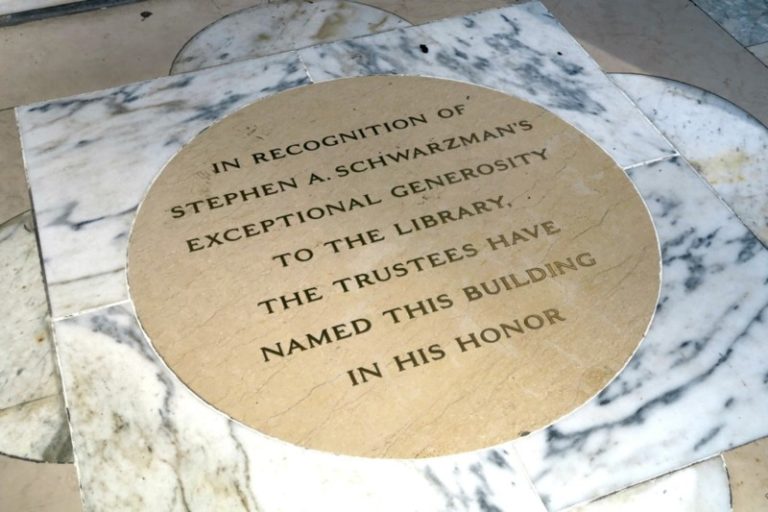 IN RECOGNITION OF
STEPHEN A. SCHWARZMAN'S
EXCEPTIONAL GENEROSITY
TO THE LIBRARY,
THE TRUSTEES HAVE
NAMED THIS BUILDING
IN HIS HONOR